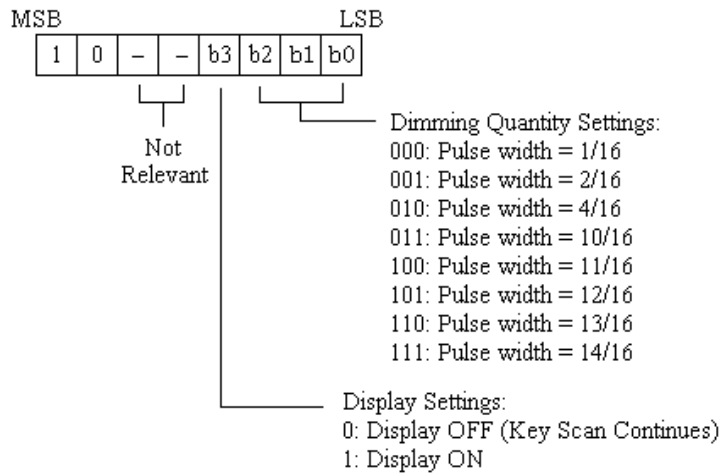 MSB LSB
1 0 – – b3 b2 b1 b0
Not
Relevant
Dimming Quantity Settings:
000: Pulse width = 1/16
001: Pulse width = 2/16
010: Pulse width = 4/16
011: Pulse width = 10/16
100: Pulse width = 11/16
101: Pulse width = 12/16
110: Pulse width = 13/16
111: Pulse width = 14/16
Display Settings:
0: Display OFF (Key Scan Continues)
1: Display ON